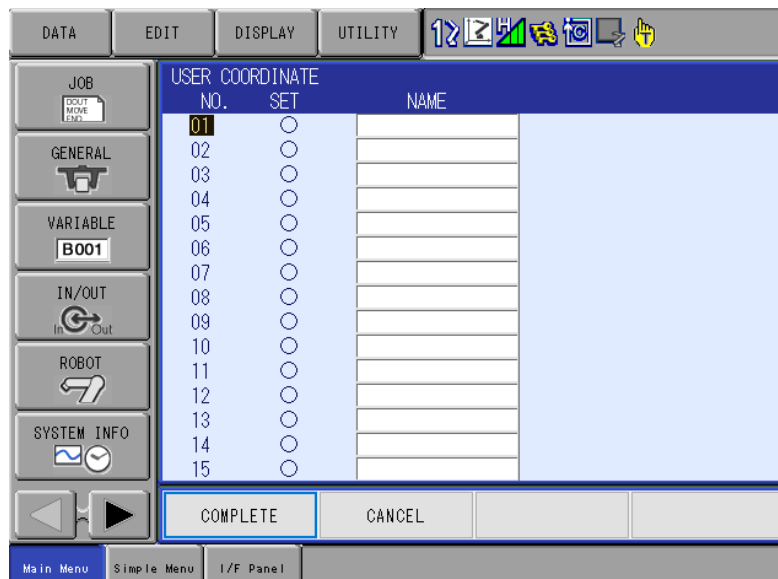 DATA EDIT DISPLAY UTILITY
JOB
DOUT
MOVE
END
GENERAL
VARIABLE
B001
IN/OUT
In Out
ROBOT
SYSTEM INFO
USER COORDINATE
NO. SET NAME
01
02
03
04
05
06
07
08
09
10
11
12
13
14
15
COMPLETE CANCEL
Main Menu Simple Menu I/F Panel